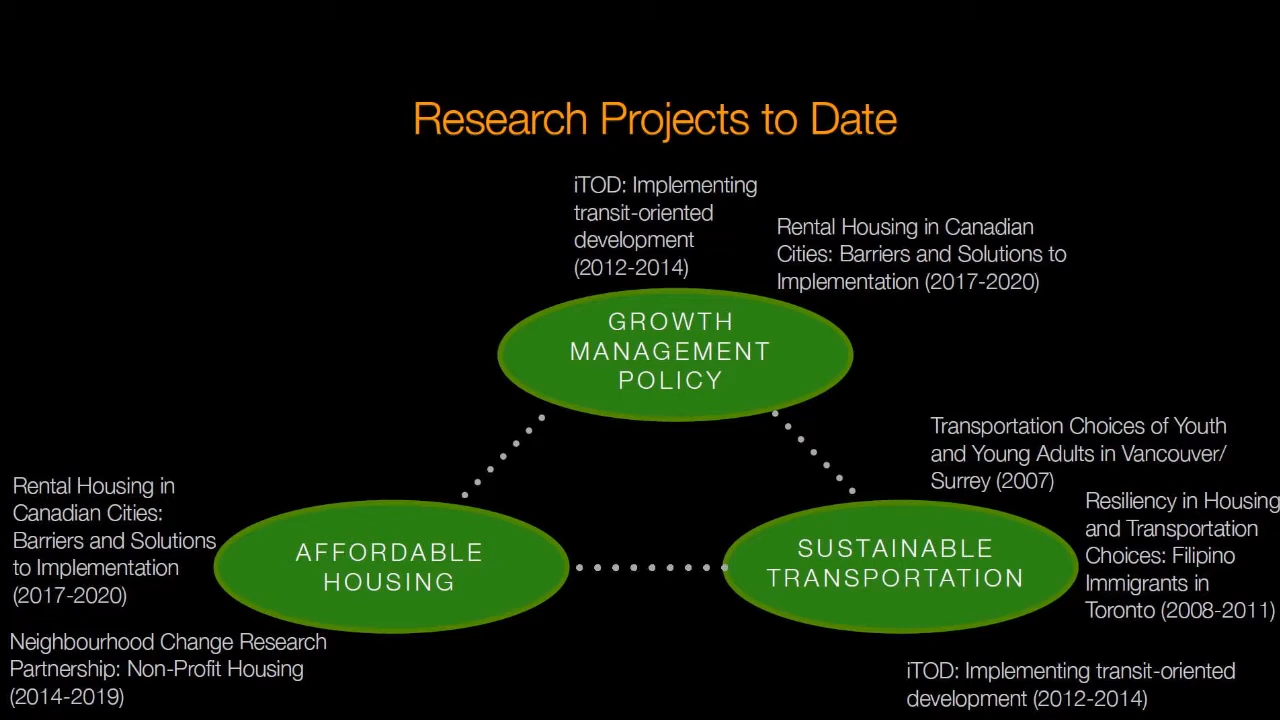 Research Projects to Date
iTOD: Implementing
transit-oriented
development
(2012-2014)
Rental Housing in Canadian
Cities: Barriers and Solutions to
Implementation (2017-2020)
GROWTH
MANAGEMENT
POLICY
Transportation Choices of Youth
and Young Adults in Vancouver/
Surrey (2007)
Rental Housing in
Canadian Cities:
Barriers and Solutions
to Implementation
(2017-2020)
AFFORDABLE
HOUSING
SUSTAINABLE
TRANSPORTATION
Resiliency in Housing
and Transportation
Choices: Filipino
Immigrants in
Toronto (2008-2011)
Neighbourhood Change Research
Partnership: Non-Profit Housing
(2014-2019)
iTOD: Implementing transit-oriented
development (2012-2014)